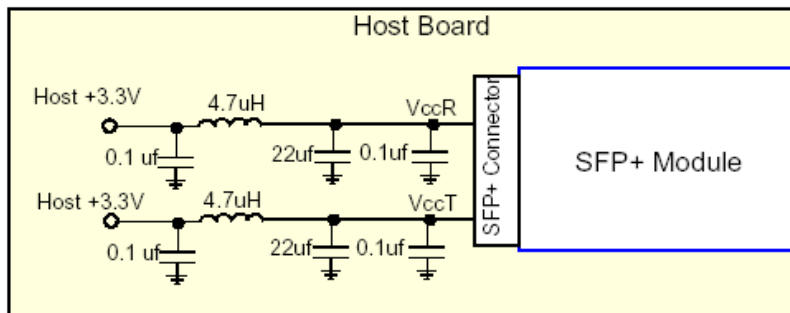 Host Board
Host +3.3V
4.7uH
VccR
0.1 uf
22uf
0.1uf
Host +3.3V
4.7uH
VccT
0.1 uf
22uf
0.1uf
SFP+ Connector
SFP+ Module